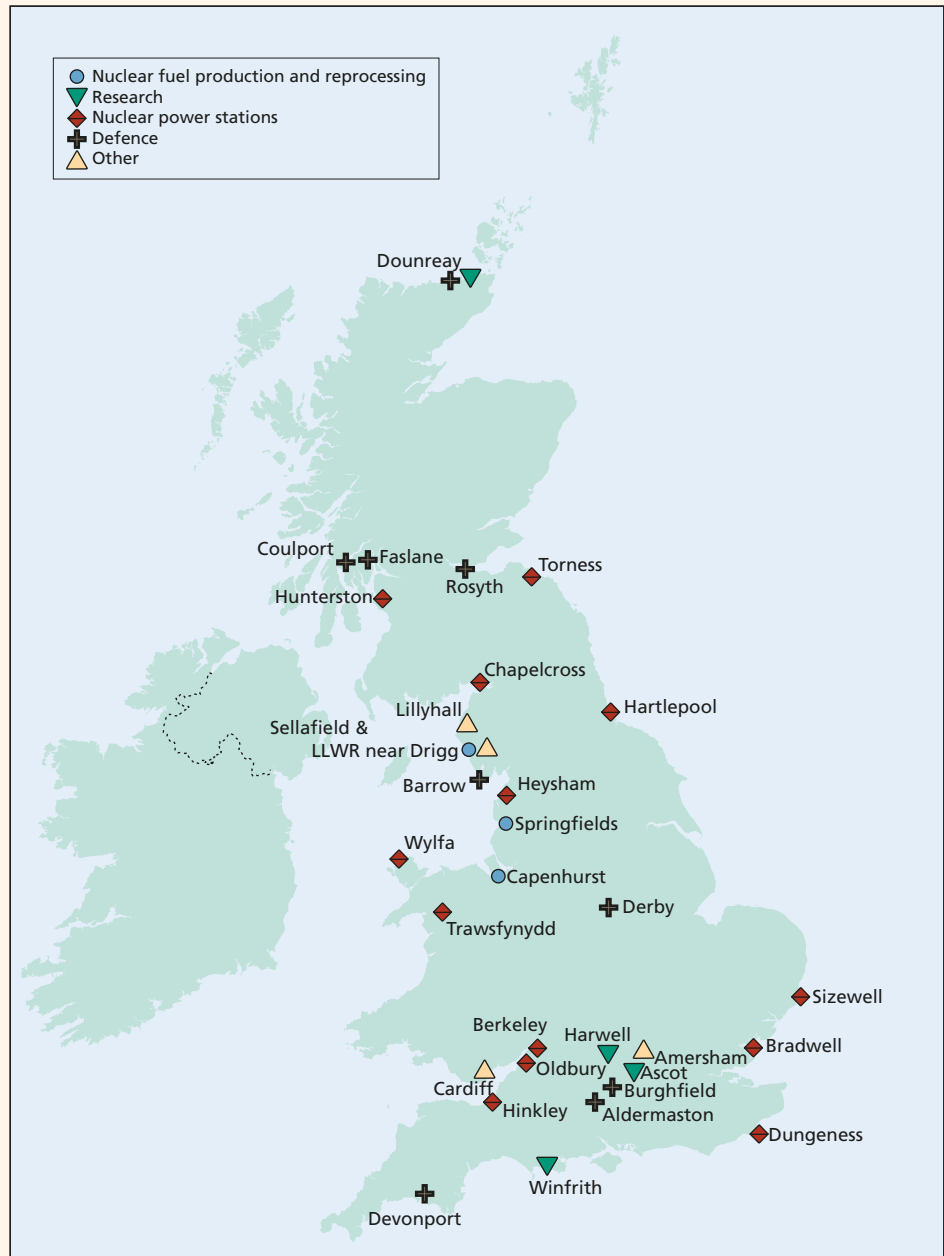 Nuclear fuel production and reprocessing
Research
Nuclear power stations
Defence
Other
Dounreay
Coulport
Faslane
Rosyth
Torness
Hunterston
Chapelcross
Lillyhall
Hartlepool
Sellafield &
LLWR near Drigg
Barrow
Heysham
Springfields
Wylfa
Capenhurst
Derby
Trawsfynydd
Sizewell
Berkeley
Harwell
Bradwell
Amersham
Oldbury
Ascot
Cardiff
Burghfield
Hinkley
Aldermaston
Dungeness
Winfrith
Devonport